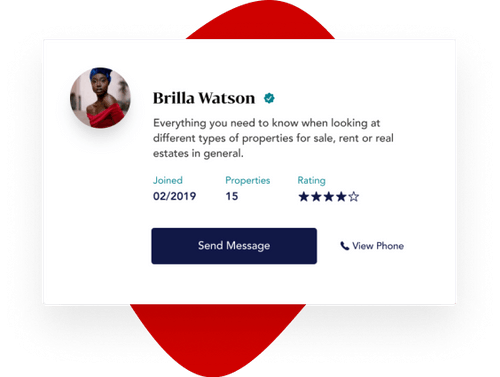 Brilla Watson
Everything you need to know when looking at
different types of properties for sale, rent or real
estates in general.
Joined Properties Rating
02/2019 15
Send Message View Phone